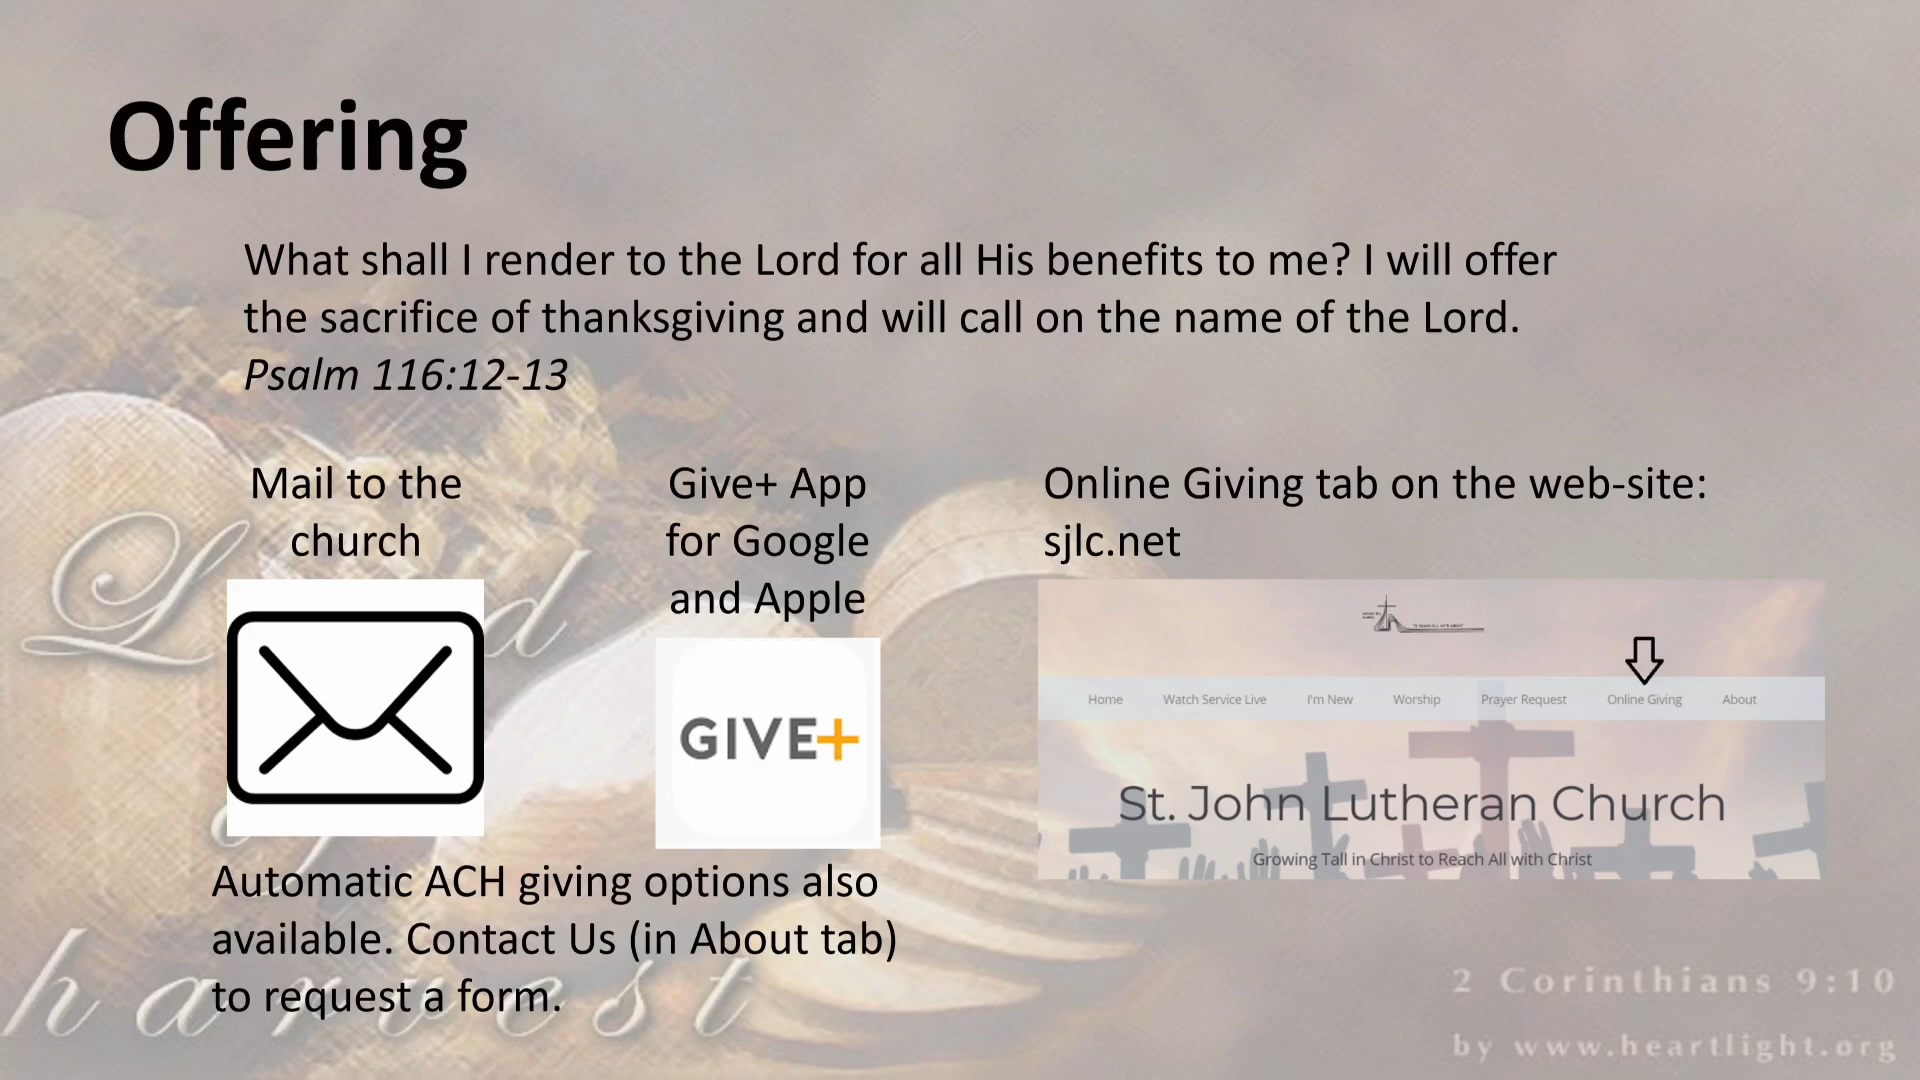 Offering
What shall I render to the Lord for all His benefits to me? I will offer
the sacrifice of thanksgiving and will call on the name of the Lord.
Psalm 116:12-13
Mail to the
church
Give+ App
for Google
and Apple
GIVE+
Online Giving tab on the web-site:
sjlc.net
Home Watch Service Live I'm New Worship Prayer Request Online Giving About
St. John Lutheran Church
Growing Tall in Christ to Reach All with Christ
Automatic ACH giving options also
available. Contact Us (in About tab)
to request a form.
Lord
of
harvest
2 Corinthians 9:10
by www.heartlight.org